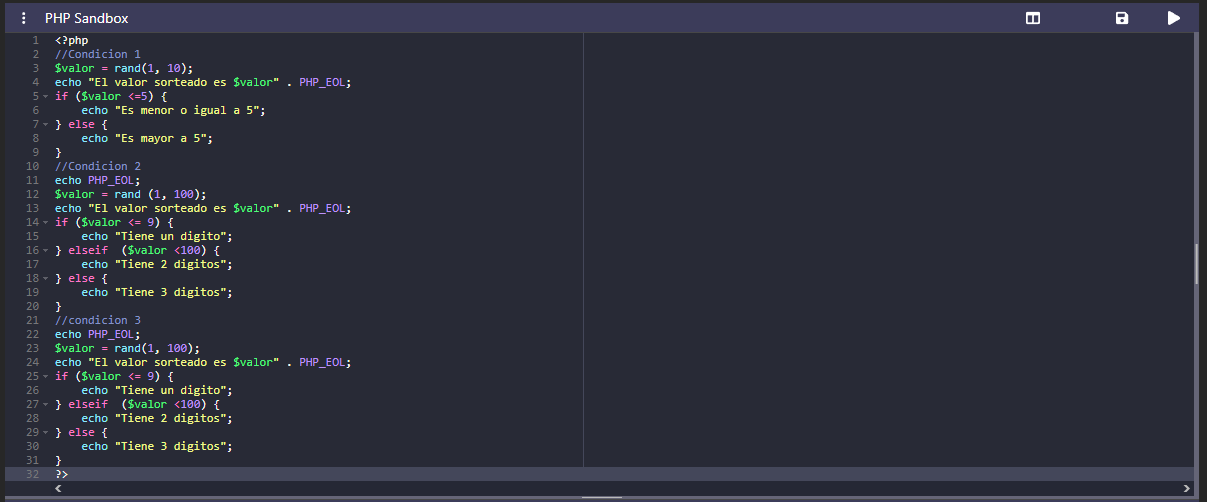 PHP Sandbox
1 <?php
2 //Condicion 1
3 $valor = rand(1, 10);
4 echo "El valor sorteado es $valor" . PHP_EOL;
5 if ($valor <=5) {
6     echo "Es menor o igual a 5";
7 } else {
8     echo "Es mayor a 5";
9 }
10 //Condicion 2
11 echo PHP_EOL;
12 $valor = rand (1, 100);
13 echo "El valor sorteado es $valor" . PHP_EOL;
14 if ($valor <= 9) {
15     echo "Tiene un digito";
16 } elseif  ($valor <100) {
17     echo "Tiene 2 digitos";
18 } else {
19     echo "Tiene 3 digitos";
20 }
21 //condicion 3
22 echo PHP_EOL;
23 $valor = rand(1, 100);
24 echo "El valor sorteado es $valor" . PHP_EOL;
25 if ($valor <= 9) {
26     echo "Tiene un digito";
27 } elseif  ($valor <100) {
28     echo "Tiene 2 digitos";
29 } else {
30     echo "Tiene 3 digitos";
31 }
32 ?>